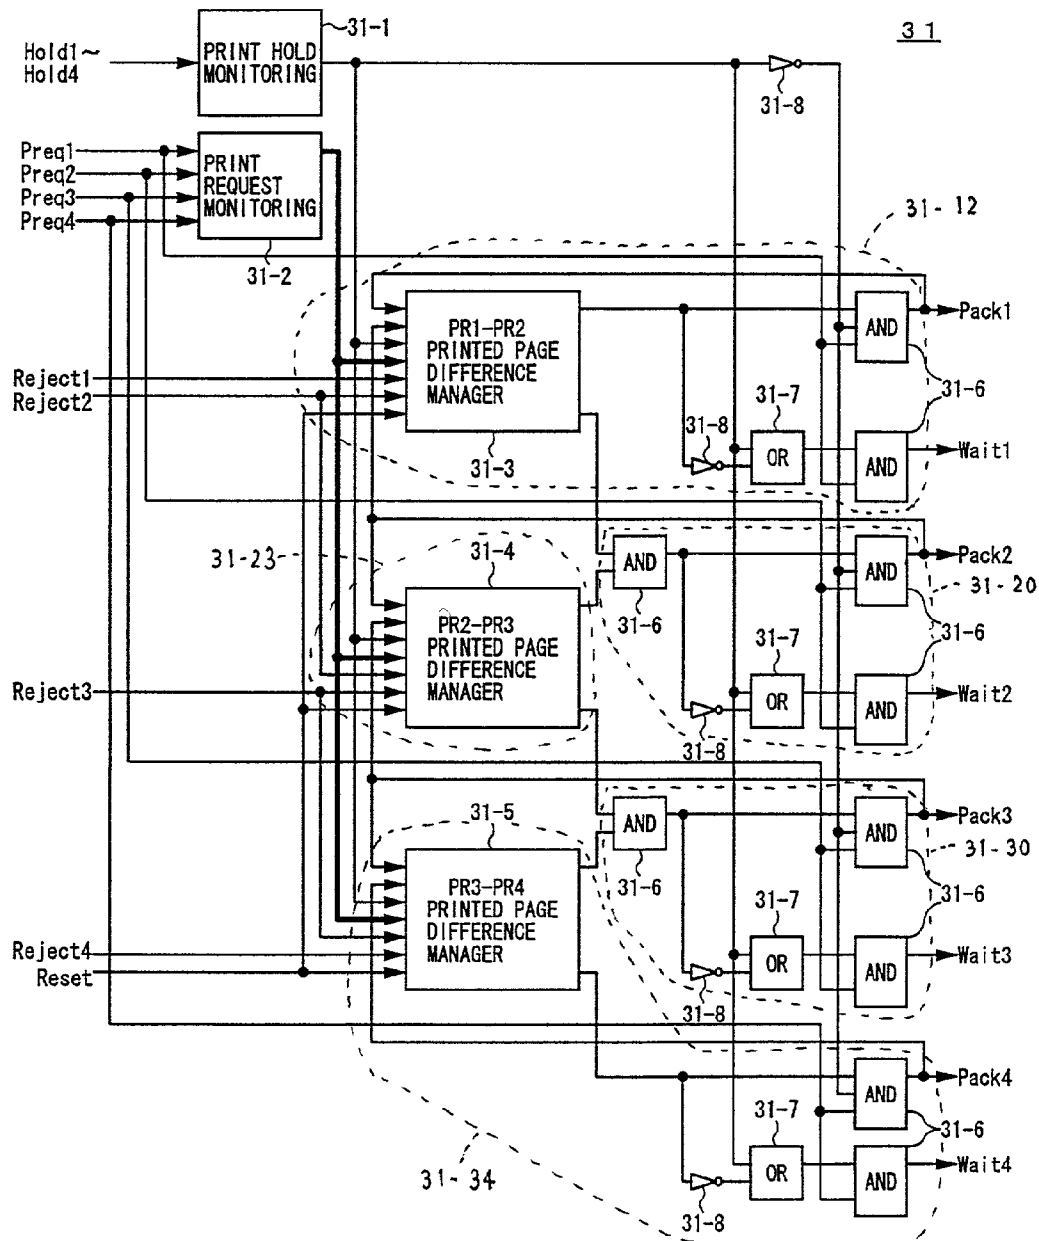 31-1
31
Hold1~
Hold4
PRINT HOLD
MONITORING
31-8
Preq1
Preq2
Preq3
Preq4
PRINT
REQUEST
MONITORING
31-2
31-12
PR1-PR2
PRINTED PAGE
DIFFERENCE
MANAGER
AND
Pack1
Reject1
Reject2
31-6
31-7
31-8
OR
AND
Wait1
31-3
31-23
31-4
AND
AND
Pack2
31-20
PR2-PR3
PRINTED PAGE
DIFFERENCE
MANAGER
31-6
31-6
31-7
Reject3
OR
AND
Wait2
31-8
31-5
AND
AND
Pack3
31-30
PR3-PR4
PRINTED PAGE
DIFFERENCE
MANAGER
31-6
31-6
31-7
Reject4
Reset
OR
AND
Wait3
31-8
AND
Pack4
31-7
31-6
OR
AND
Wait4
31-34
31-8